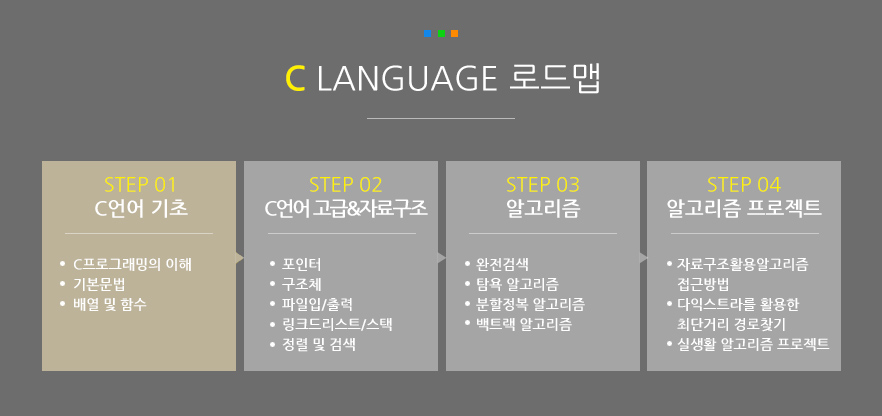 C LANGUAGE 로드맵
STEP 01
C언어 기초
• C프로그래밍의 이해
• 기본문법
• 배열 및 함수
STEP 02
C언어 고급&자료구조
• 포인터
• 구조체
• 파일입/출력
• 링크드리스트/스택
• 정렬 및 검색
STEP 03
알고리즘
• 완전검색
• 탐욕 알고리즘
• 분할정복 알고리즘
• 백트랙 알고리즘
STEP 04
알고리즘 프로젝트
• 자료구조활용알고리즘
접근방법
• 다익스트라를 활용한
최단거리 경로찾기
• 실생활 알고리즘 프로젝트